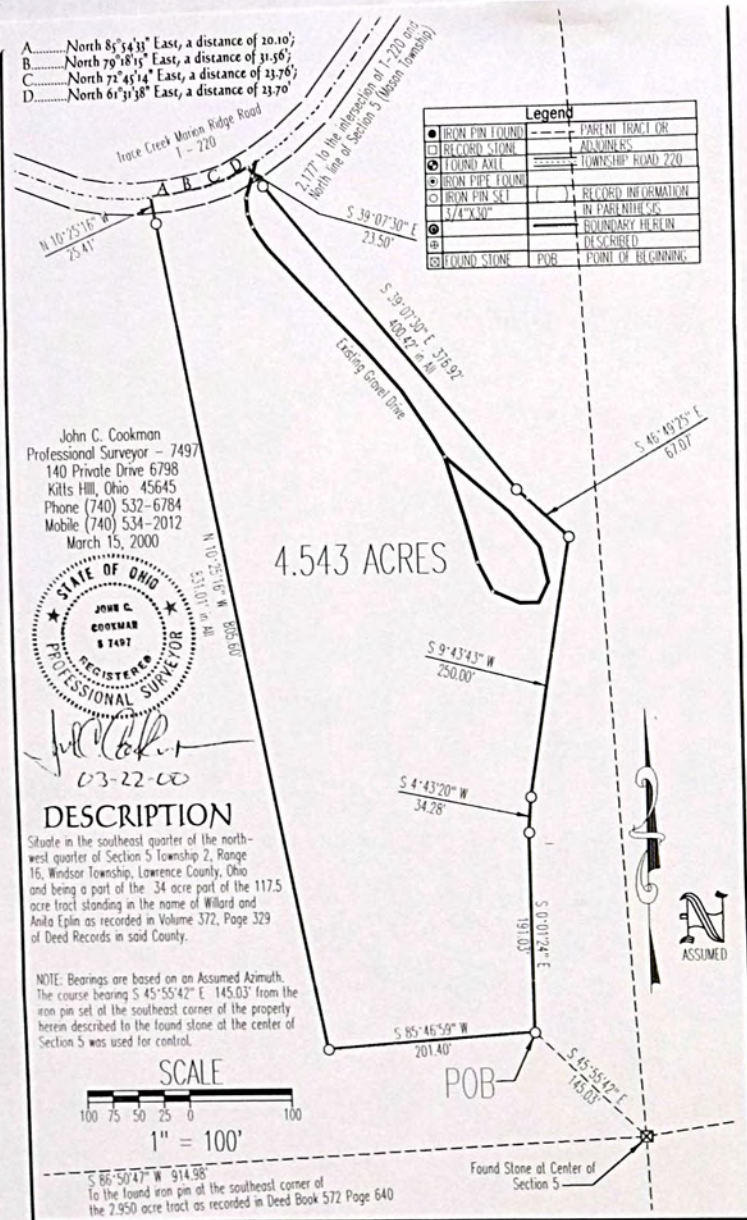 A..........North 85°54'33" East, a distance of 20.10';
B..........North 79°18'15" East, a distance of 31.56';
C..........North 72°45'14" East, a distance of 23.76';
D..........North 61°31'38" East, a distance of 23.70'
Trace Creek Marion Ridge Road
T - 220
A B C D
2,177' to the intersection of T-220 and
North line of Section 5 (Mason Township)
Legend
IRON PIN FOUND
RECORD STONE
FOUND AXLE
IRON PIPE FOUND
IRON PIN SET
3/4"X30"
FOUND STONE
PARENT TRACT OR
ADJOINERS
TOWNSHIP ROAD 220
( ) RECORD INFORMATION
IN PARENTHESIS
BOUNDARY HEREIN
DESCRIBED
POB POINT OF BEGINNING
N 10°25'16" W
25.41'
S 39°07'30" E
23.50'
S 39°07'30" E 376.92'
400.42' in All
Existing Gravel Drive
S 46°49'25" E
67.07'
John C. Cookman
Professional Surveyor - 7497
140 Private Drive 6798
Kitts Hill, Ohio 45645
Phone (740) 532-6784
Mobile (740) 534-2012
March 15, 2000
STATE OF OHIO
JOHN C.
COOKMAN
S 7497
REGISTERED
PROFESSIONAL SURVEYOR
03-22-00
N 10°25'16" W 805.60'
831.01' in All
4.543 ACRES
S 9°43'43" W
250.00'
S 4°43'20" W
34.28'
S 0°01'24" E
191.03'
DESCRIPTION
Situate in the southeast quarter of the north-
west quarter of Section 5 Township 2, Range
16, Windsor Township, Lawrence County, Ohio
and being a part of the 34 acre part of the 117.5
acre tract standing in the name of Willard and
Anita Eplin as recorded in Volume 372, Page 329
of Deed Records in said County.
NOTE: Bearings are based on an Assumed Azimuth.
The course bearing S 45°55'42" E 145.03' from the
iron pin set at the southeast corner of the property
herein described to the found stone at the center of
Section 5 was used for control.
N
ASSUMED
S 85°46'59" W
201.40'
POB
S 45°55'42" E
145.03'
SCALE
100 75 50 25 0 100
1" = 100'
Found Stone at Center of
Section 5
S 86°50'47" W 914.98'
To the found iron pin at the southeast corner of
the 2.950 acre tract as recorded in Deed Book 572 Page 640